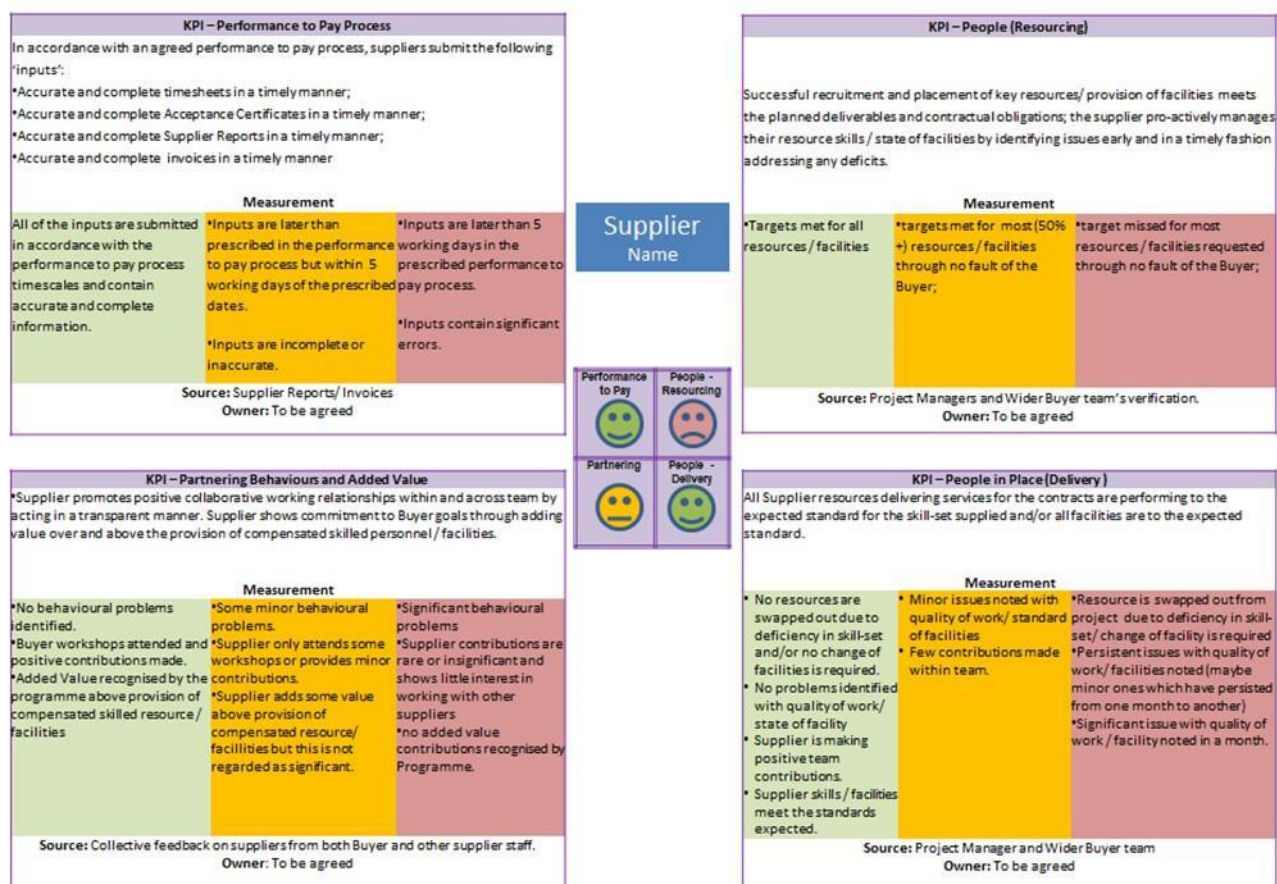 KPI – Performance to Pay Process
In accordance with an agreed performance to pay process, suppliers submit the following
'inputs':
•Accurate and complete timesheets in a timely manner;
•Accurate and complete Acceptance Certificates in a timely manner;
•Accurate and complete Supplier Reports in a timely manner;
•Accurate and complete invoices in a timely manner
Measurement
All of the inputs are submitted
in accordance with the
performance to pay process
timescales and contain
accurate and complete
information.
•Inputs are later than
prescribed in the performance
to pay process but within 5
working days of the prescribed
dates.
•Inputs are incomplete or
inaccurate.
•Inputs are later than 5
working days in the
prescribed performance to
pay process.
•Inputs contain significant
errors.
Source: Supplier Reports/ Invoices
Owner: To be agreed
KPI – People (Resourcing)
Successful recruitment and placement of key resources/ provision of facilities meets
the planned deliverables and contractual obligations; the supplier pro-actively manages
their resource skills / state of facilities by identifying issues early and in a timely fashion
addressing any deficits.
Measurement
•Targets met for all
resources / facilities
•targets met for most (50%
+) resources / facilities
through no fault of the
Buyer;
•target missed for most
resources / facilities requested
through no fault of the Buyer;
Source: Project Managers and Wider Buyer team's verification.
Owner: To be agreed
Supplier
Name
Performance
to Pay
People -
Resourcing
Partnering
People -
Delivery
KPI – Partnering Behaviours and Added Value
•Supplier promotes positive collaborative working relationships within and across team by
acting in a transparent manner. Supplier shows commitment to Buyer goals through adding
value over and above the provision of compensated skilled personnel / facilities.
Measurement
•No behavioural problems
identified.
•Buyer workshops attended and
positive contributions made.
•Added Value recognised by the
programme above provision of
compensated skilled resource /
facilities
•Some minor behavioural
problems.
•Supplier only attends some
workshops or provides minor
contributions.
•Supplier adds some value
above provision of
compensated resource/
facillities but this is not
regarded as significant.
•Significant behavioural
problems
•Supplier contributions are
rare or insignificant and
shows little interest in
working with other
suppliers
•no added value
contributions recognised by
Programme.
Source: Collective feedback on suppliers from both Buyer and other supplier staff.
Owner: To be agreed
KPI – People in Place (Delivery )
All Supplier resources delivering services for the contracts are performing to the
expected standard for the skill-set supplied and/or all facilities are to the expected
standard.
Measurement
• No resources are
swapped out due to
deficiency in skill-set
and/or no change of
facilities is required.
• No problems identified
with quality of work/
state of facility
• Supplier is making
positive team
contributions.
• Supplier skills / facilities
meet the standards
expected.
• Minor issues noted with
quality of work/ standard
of facilities
• Few contributions made
within team.
•Resource is swapped out from
project due to deficiency in skill-
set/ change of facility is required
•Persistent issues with quality of
work/ facilities noted (maybe
minor ones which have persisted
from one month to another)
•Significant issue with quality of
work / facility noted in a month.
Source: Project Manager and Wider Buyer team
Owner: To be agreed